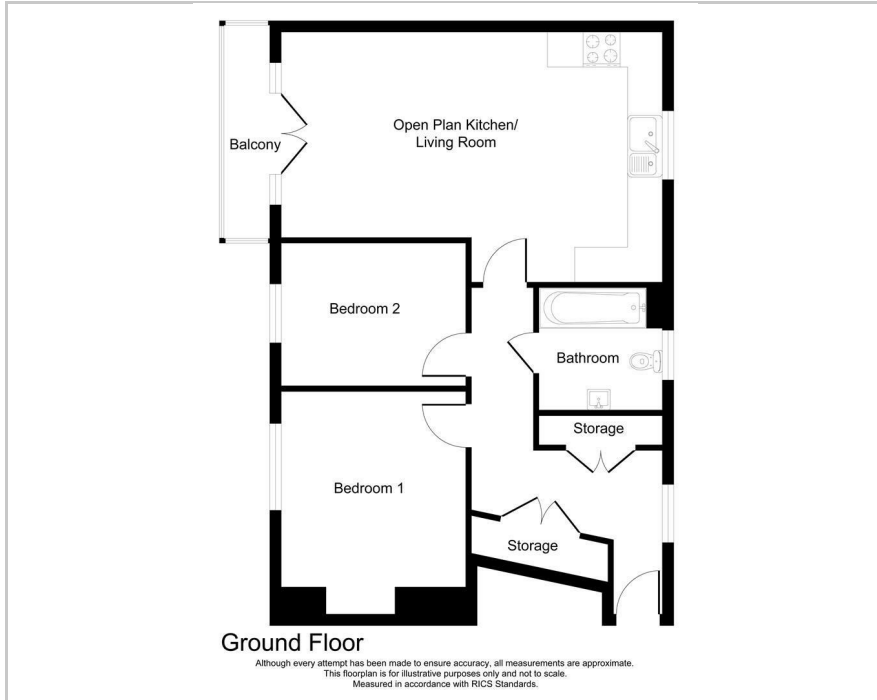 Open Plan Kitchen/
Living Room
Balcony
Bedroom 2
Bathroom
Storage
Bedroom 1
Storage
Ground Floor
Although every attempt has been made to ensure accuracy, all measurements are approximate.
This floorplan is for illustrative purposes only and not to scale.
Measured in accordance with RICS Standards.